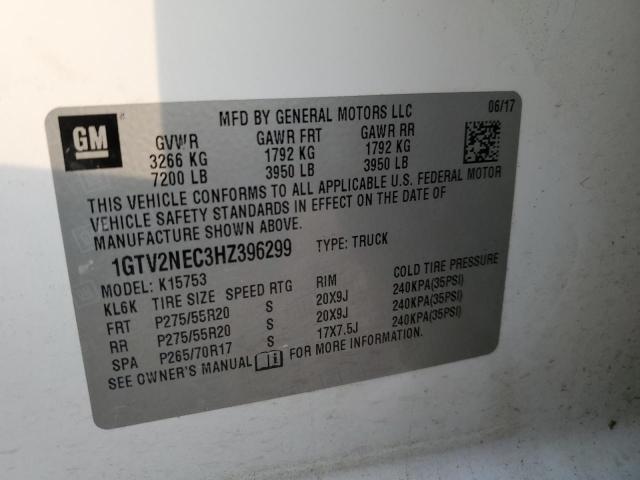 MFD BY GENERAL MOTORS LLC 06/17
GM
GVWR GAWR FRT GAWR RR
3266 KG 1792 KG 1792 KG
7200 LB 3950 LB 3950 LB
THIS VEHICLE CONFORMS TO ALL APPLICABLE U.S. FEDERAL MOTOR
VEHICLE SAFETY STANDARDS IN EFFECT ON THE DATE OF
MANUFACTURE SHOWN ABOVE.
1GTV2NEC3HZ396299 TYPE: TRUCK
MODEL: K15753
KL6K TIRE SIZE SPEED RTG RIM COLD TIRE PRESSURE
FRT P275/55R20 S 20X9J 240KPA(35PSI)
RR P275/55R20 S 20X9J 240KPA(35PSI)
SPA P265/70R17 S 17X7.5J 240KPA(35PSI)
SEE OWNER'S MANUAL FOR MORE INFORMATION.